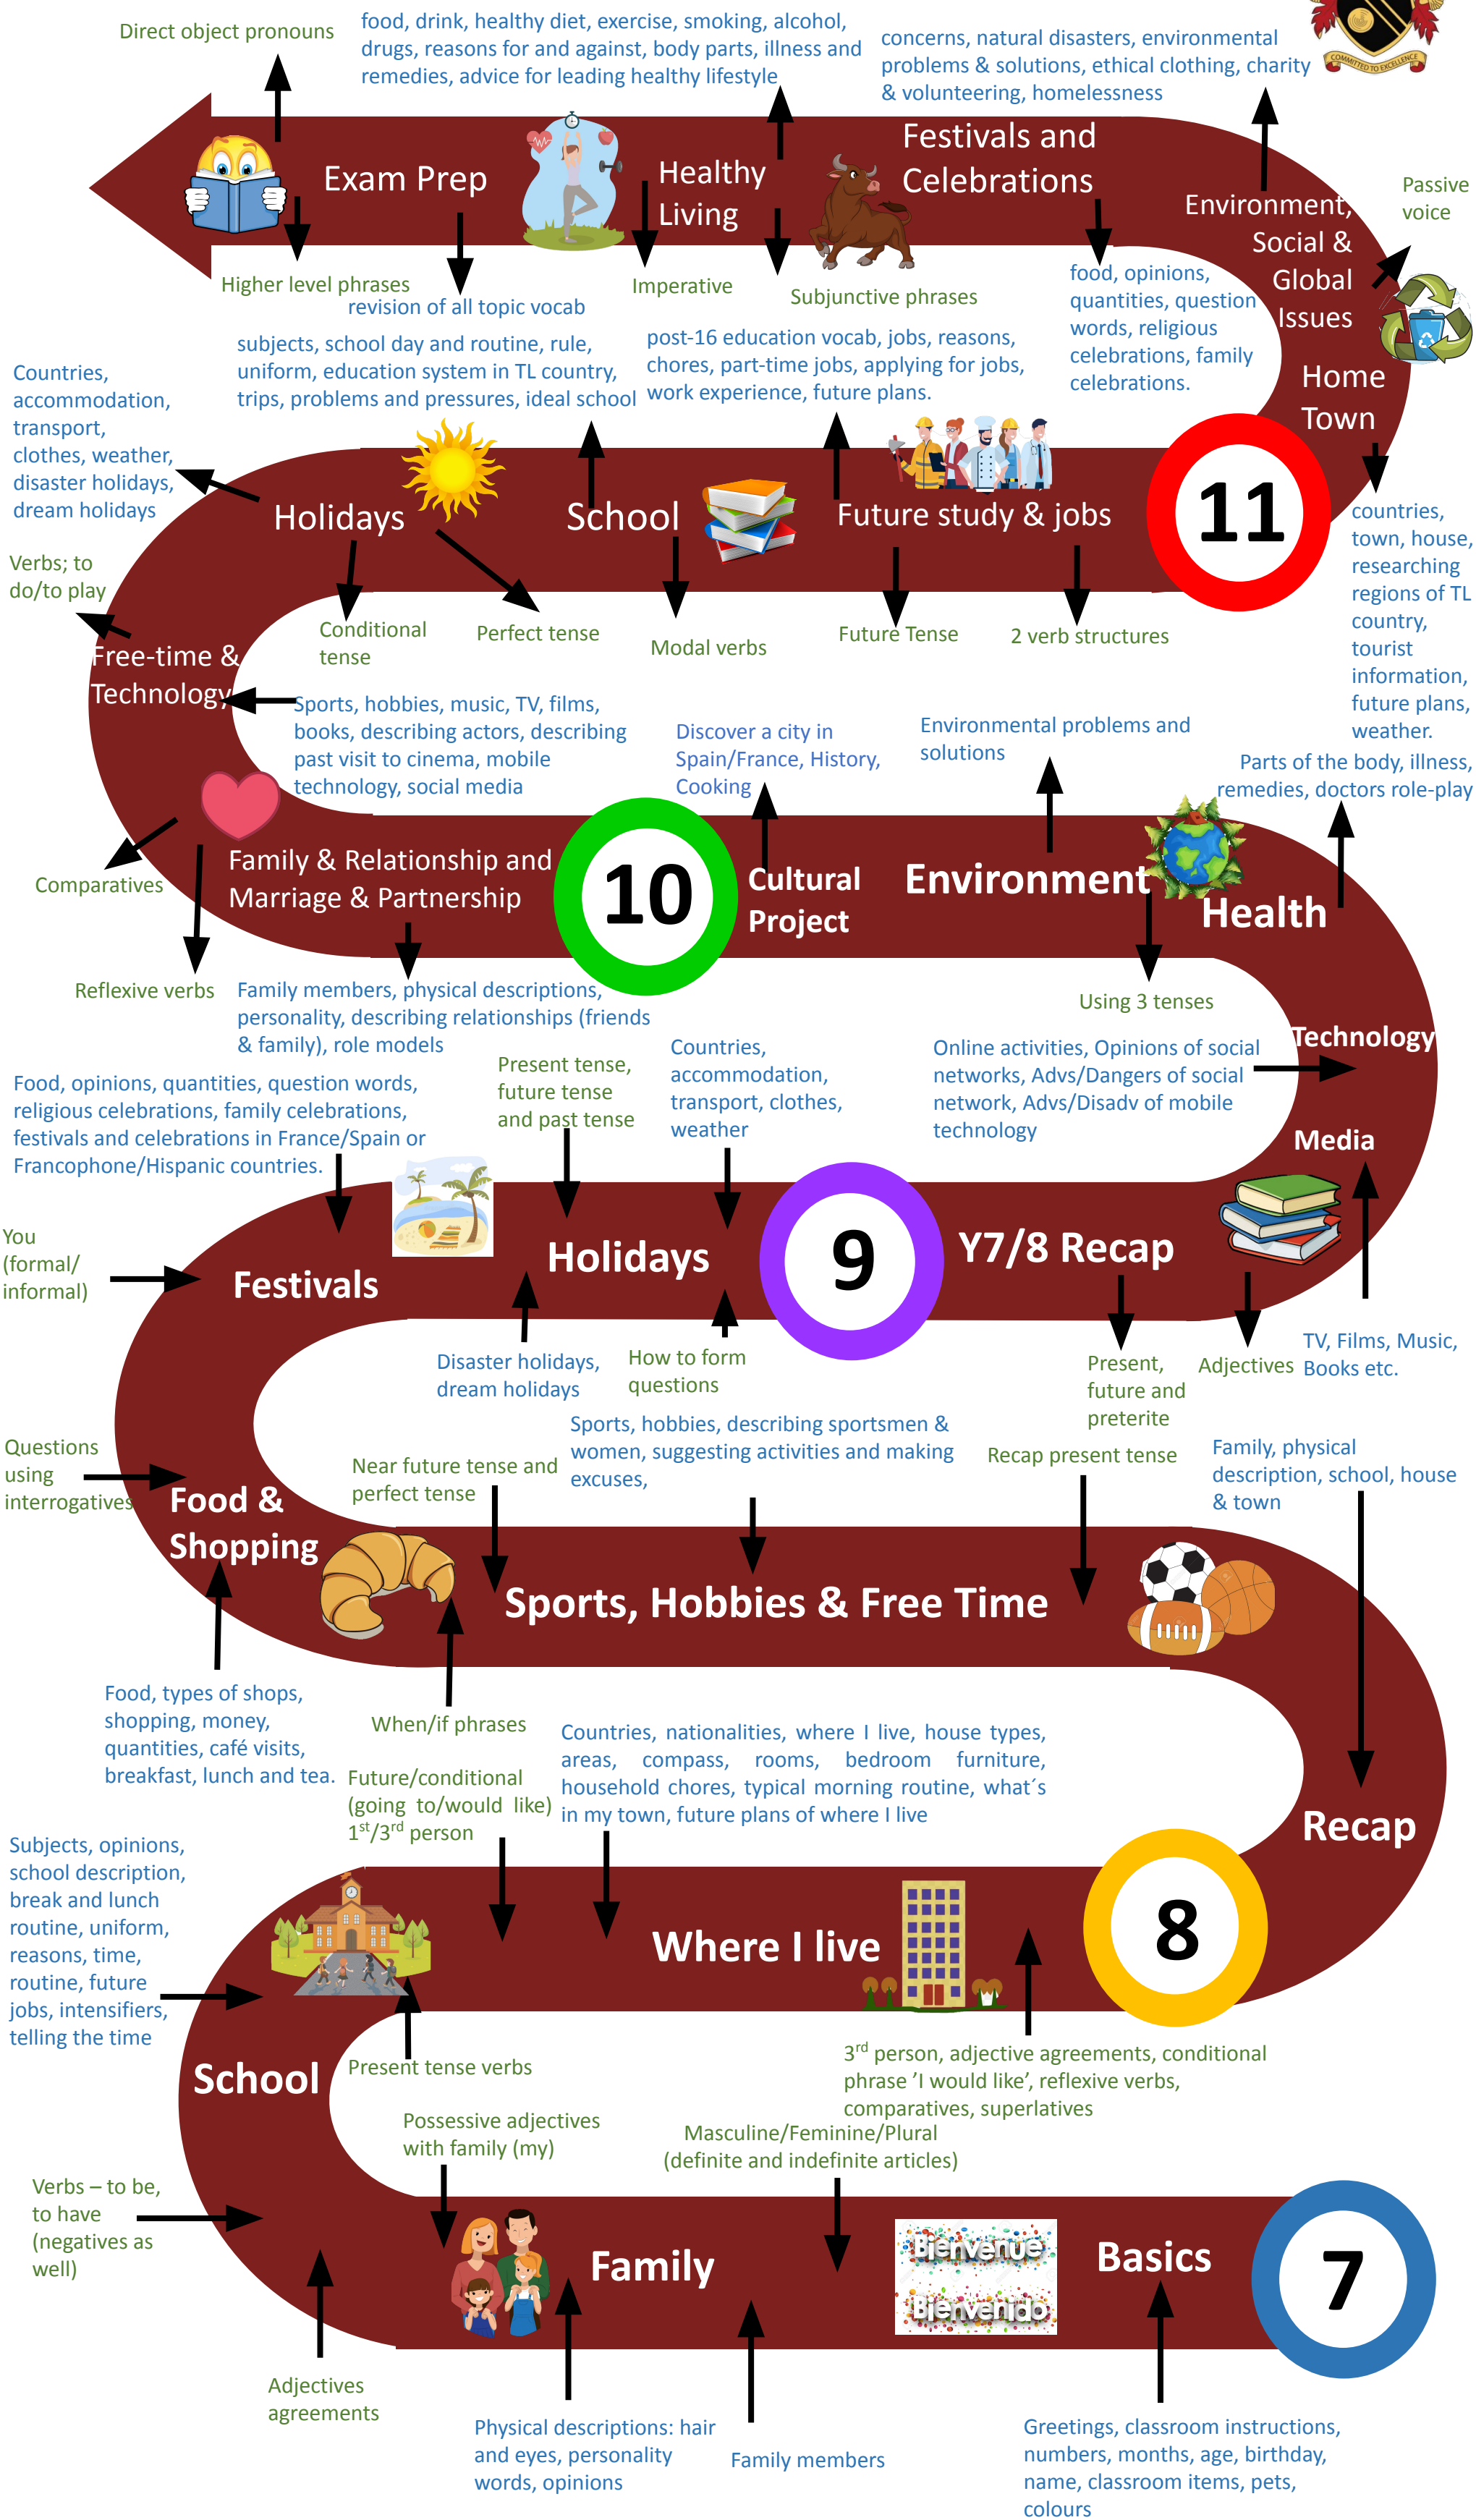 COMMITTED TO EXCELLENCE
Direct object pronouns
food, drink, healthy diet, exercise, smoking, alcohol,
drugs, reasons for and against, body parts, illness and
remedies, advice for leading healthy lifestyle
concerns, natural disasters, environmental
problems & solutions, ethical clothing, charity
& volunteering, homelessness
Exam Prep
Healthy
Living
Festivals and
Celebrations
Environment,
Social &
Global
Issues
Passive
voice
Higher level phrases
revision of all topic vocab
Imperative
Subjunctive phrases
food, opinions,
quantities, question
words, religious
celebrations, family
celebrations.
Home
Town
Countries,
accommodation,
transport,
clothes, weather,
disaster holidays,
dream holidays
subjects, school day and routine, rule,
uniform, education system in TL country,
trips, problems and pressures, ideal school
post-16 education vocab, jobs, reasons,
chores, part-time jobs, applying for jobs,
work experience, future plans.
Holidays
School
Future study & jobs
11
countries,
town, house,
researching
regions of TL
country,
tourist
information,
future plans,
weather.
Verbs; to
do/to play
Conditional
tense
Perfect tense
Modal verbs
Future Tense
2 verb structures
Free-time &
Technology
Sports, hobbies, music, TV, films,
books, describing actors, describing
past visit to cinema, mobile
technology, social media
Discover a city in
Spain/France, History,
Cooking
Environmental problems and
solutions
Parts of the body, illness,
remedies, doctors role-play
Comparatives
Family & Relationship and
Marriage & Partnership
10
Cultural
Project
Environment
Health
Reflexive verbs
Family members, physical descriptions,
personality, describing relationships (friends
& family), role models
Using 3 tenses
Technology
Food, opinions, quantities, question words,
religious celebrations, family celebrations,
festivals and celebrations in France/Spain or
Francophone/Hispanic countries.
Present tense,
future tense
and past tense
Countries,
accommodation,
transport, clothes,
weather
Online activities, Opinions of social
networks, Advs/Dangers of social
network, Advs/Disadv of mobile
technology
Media
You
(formal/
informal)
Festivals
Holidays
9
Y7/8 Recap
Disaster holidays,
dream holidays
How to form
questions
Present,
future and
preterite
Adjectives
TV, Films, Music,
Books etc.
Questions
using
interrogatives
Food &
Shopping
Near future tense and
perfect tense
Sports, hobbies, describing sportsmen &
women, suggesting activities and making
excuses,
Recap present tense
Family, physical
description, school, house
& town
Sports, Hobbies & Free Time
Food, types of shops,
shopping, money,
quantities, café visits,
breakfast, lunch and tea.
When/if phrases
Future/conditional
(going to/would like)
1st/3rd person
Countries, nationalities, where I live, house types,
areas, compass, rooms, bedroom furniture,
household chores, typical morning routine, what´s
in my town, future plans of where I live
Recap
Subjects, opinions,
school description,
break and lunch
routine, uniform,
reasons, time,
routine, future
jobs, intensifiers,
telling the time
Where I live
8
School
Present tense verbs
3rd person, adjective agreements, conditional
phrase ’I would like’, reflexive verbs,
comparatives, superlatives
Possessive adjectives
with family (my)
Masculine/Feminine/Plural
(definite and indefinite articles)
Verbs – to be,
to have
(negatives as
well)
Family
Bienvenue
Bienvenido
Basics
7
Adjectives
agreements
Physical descriptions: hair
and eyes, personality
words, opinions
Family members
Greetings, classroom instructions,
numbers, months, age, birthday,
name, classroom items, pets,
colours